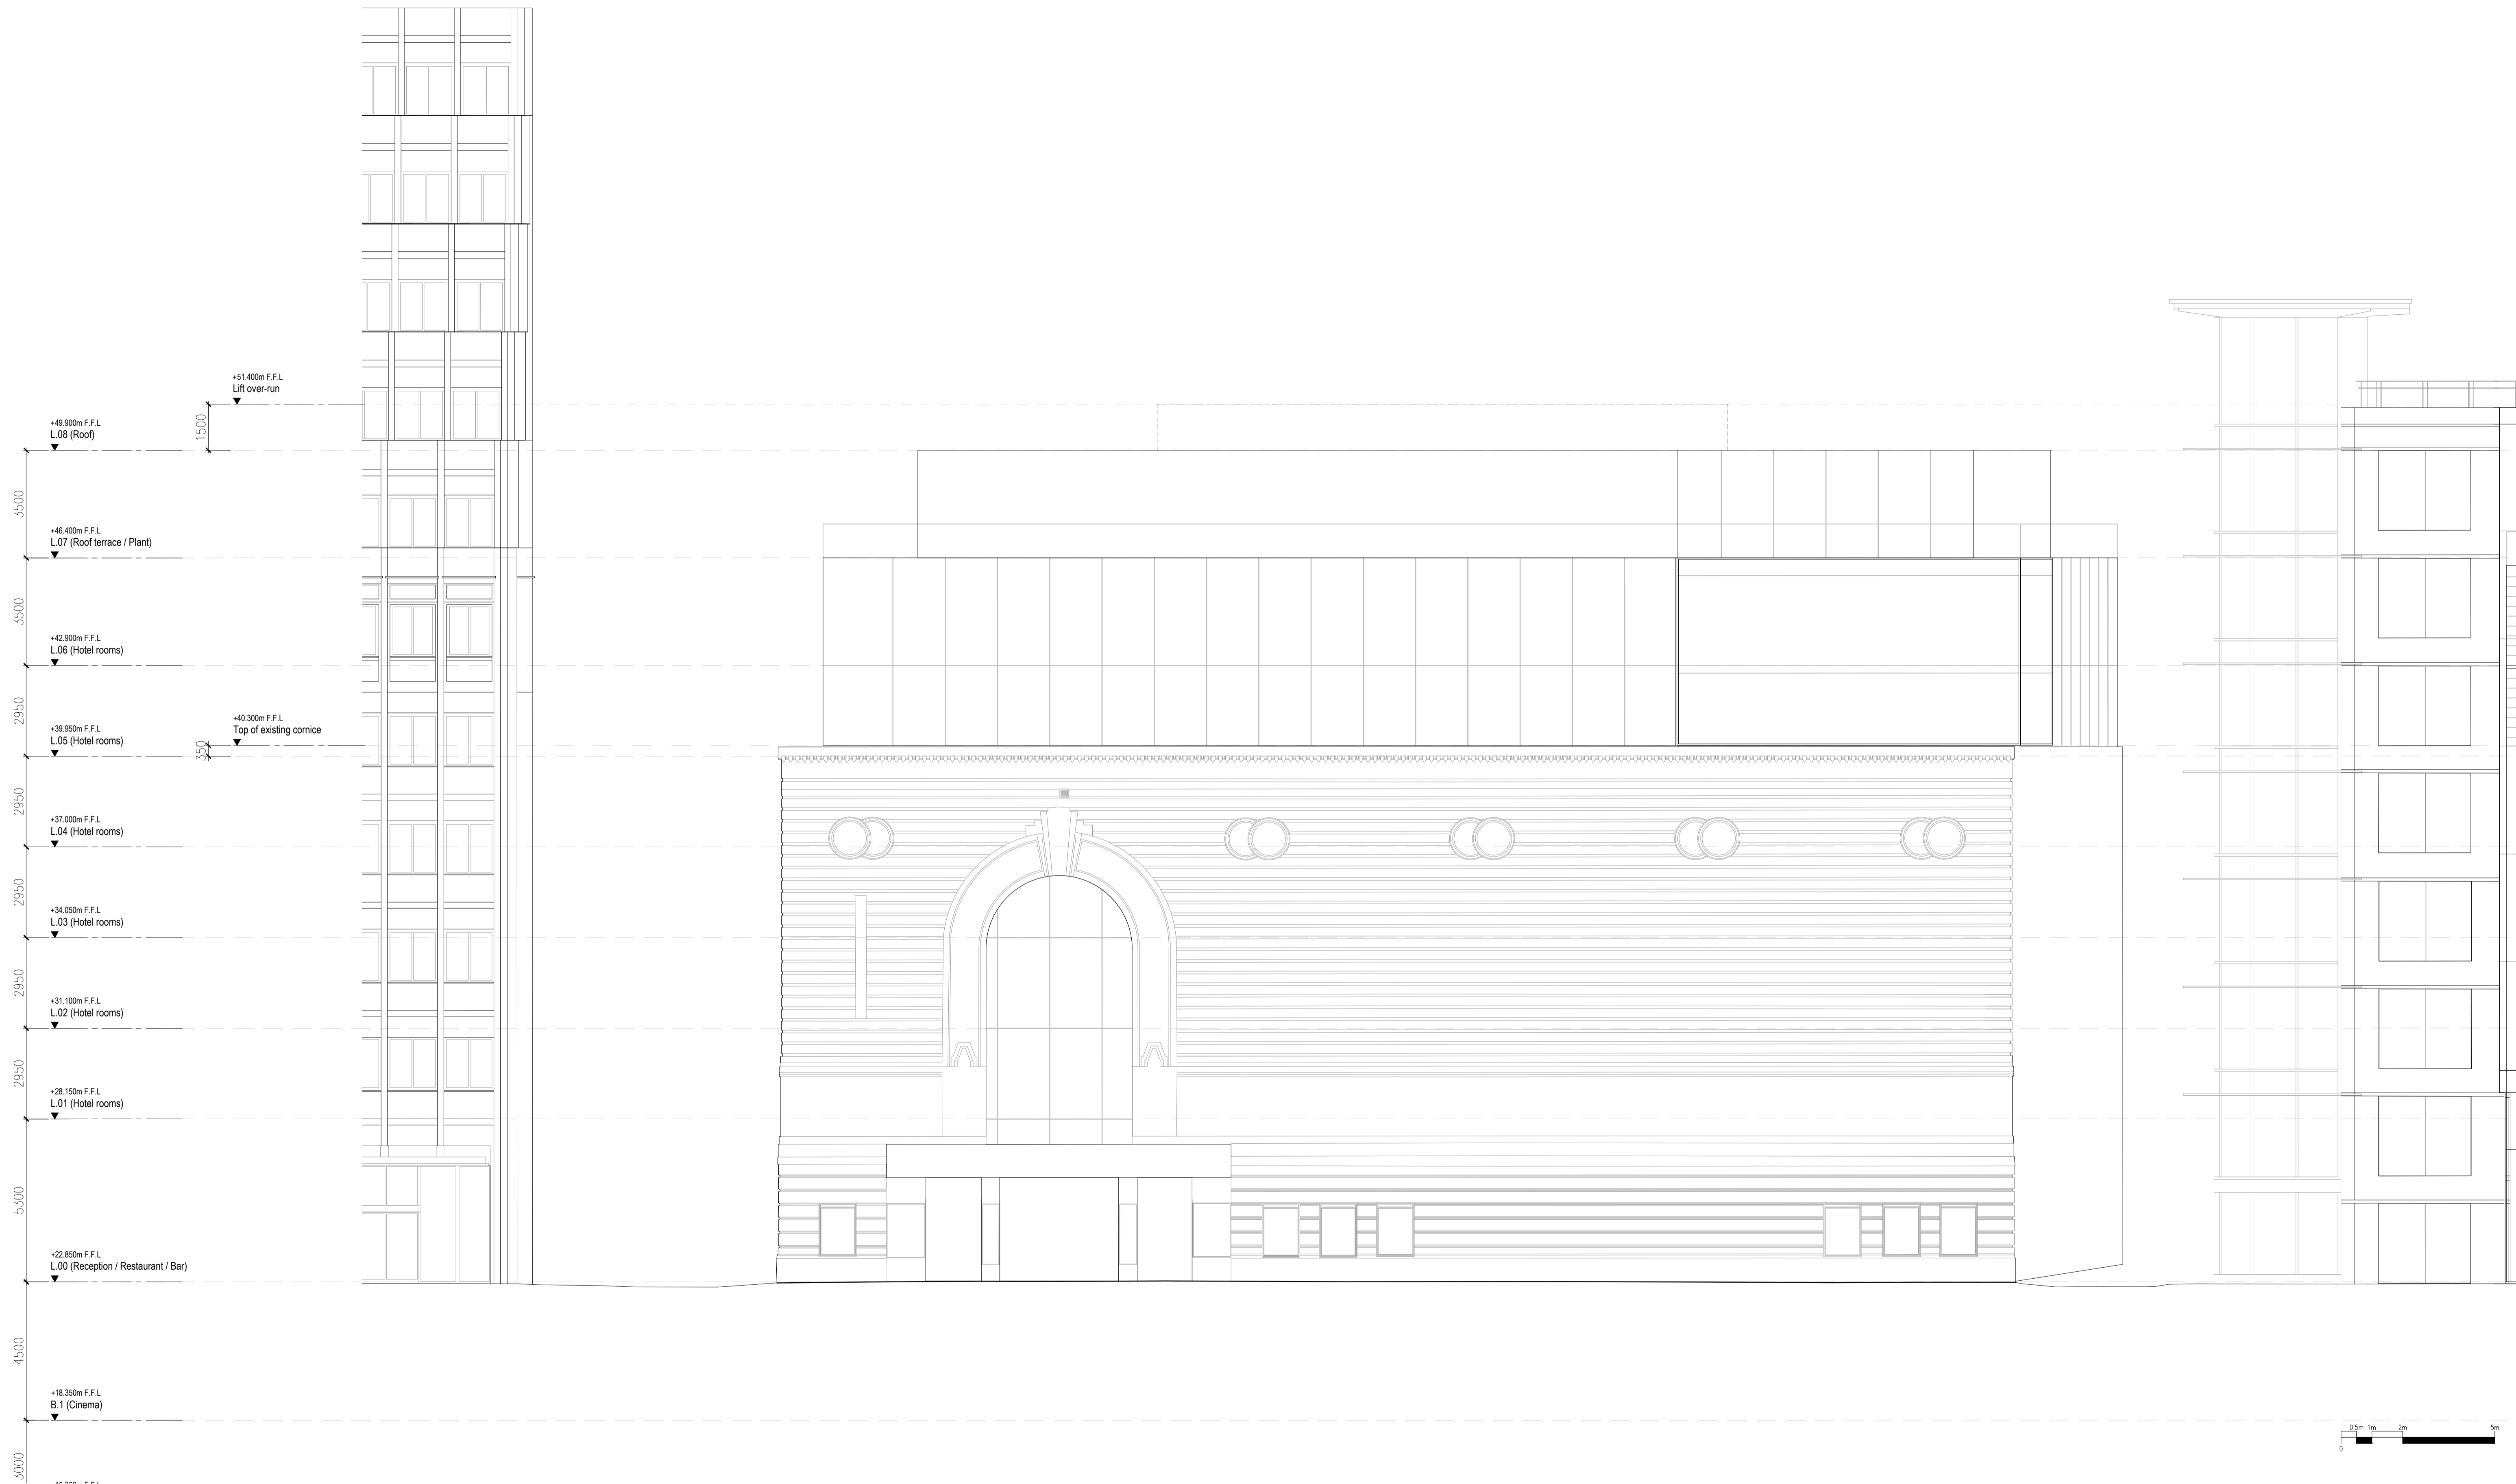 +51.400m F.F.L
Lift over-run
1500
+49.900m F.F.L
L.08 (Roof)
3500
+46.400m F.F.L
L.07 (Roof terrace / Plant)
3500
+42.900m F.F.L
L.06 (Hotel rooms)
2950
+40.300m F.F.L
Top of existing cornice
350
+39.950m F.F.L
L.05 (Hotel rooms)
2950
+37.000m F.F.L
L.04 (Hotel rooms)
2950
+34.050m F.F.L
L.03 (Hotel rooms)
2950
+31.100m F.F.L
L.02 (Hotel rooms)
2950
+28.150m F.F.L
L.01 (Hotel rooms)
5300
+22.850m F.F.L
L.00 (Reception / Restaurant / Bar)
4500
+18.350m F.F.L
B.1 (Cinema)
3000
0.5m 1m 2m 5m
0